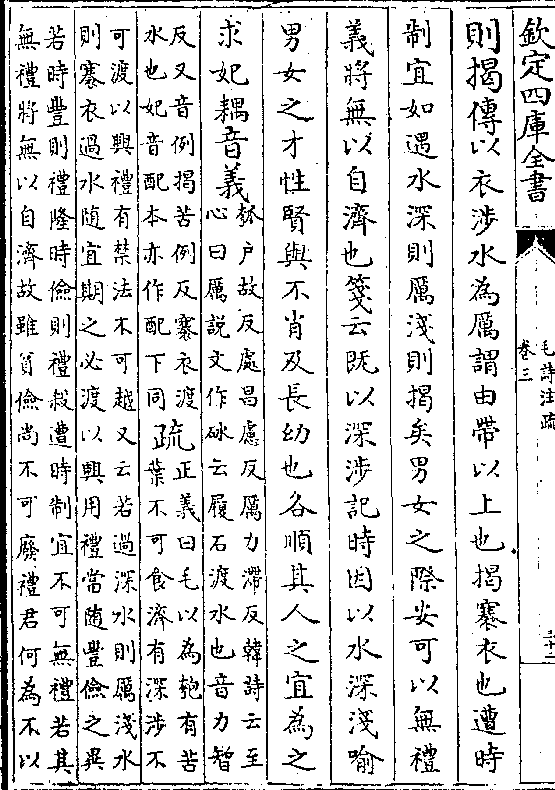 欽定四庫全書
毛詩注疏
卷三
三十二
則揭傳以衣涉水為厲謂由帶以上也揭褰衣也遭時
制宜如遇水深則厲淺則揭矣男女之際安可以無禮
義將無以自濟也箋云既以深涉記時因以水深淺喻
男女之才性賢與不肖及長幼也各順其人之宜為之
求妃耦音義
瓠户故反處昌慮反厲力滯反韓詩云至
心曰厲説文作砅云履石渡水也音力智
反又音例揭苦例反褰衣渡
水也妃音配本亦作配下同
疏
正義曰毛以為匏有苦
葉不可食濟有深涉不
可渡以興禮有禁法不可越又云若過深水則厲淺水
則褰衣過水隨宜期之必渡以興用禮當隨豐儉之異
若時豐則禮隆時儉則禮殺遭時制宜不可無禮若其
無禮將無以自濟故雖貧儉尚不可廢禮君何為不以